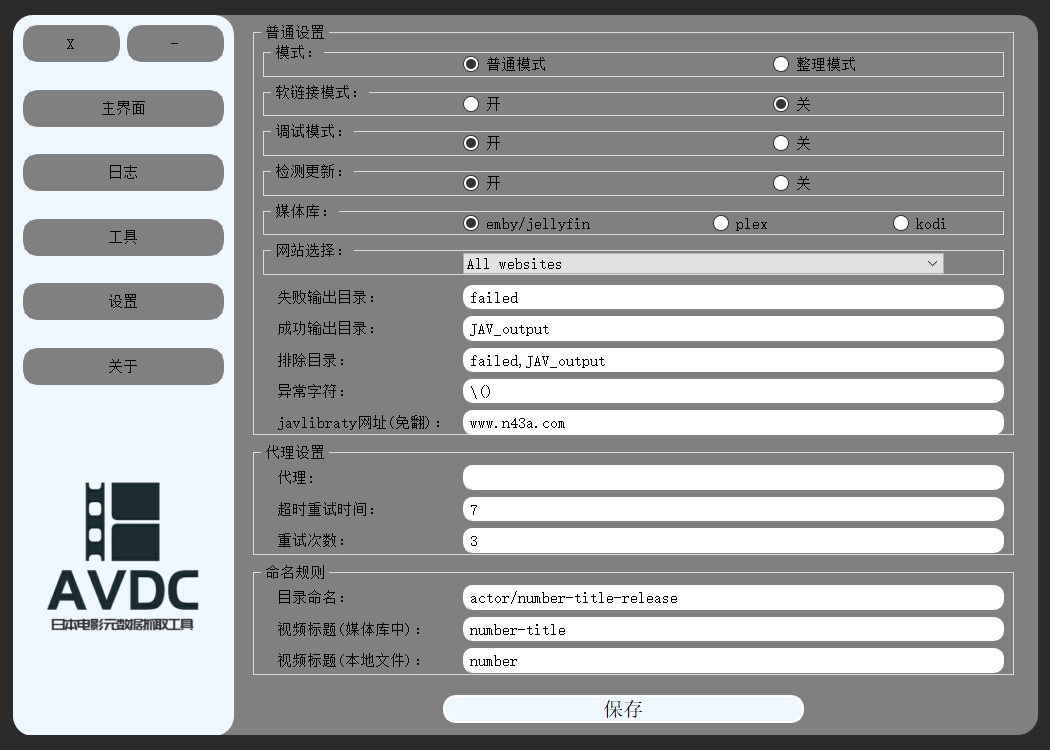 X
-
主界面
日志
工具
设置
关于
AVDC
日本电影元数据抓取工具
普通设置
模式：
普通模式 整理模式
软链接模式：
开 关
调试模式：
开 关
检测更新：
开 关
媒体库：
emby/jellyfin plex kodi
网站选择：
All websites
失败输出目录： failed
成功输出目录： JAV_output
排除目录： failed,JAV_output
异常字符： \()
javlibraty网址(免翻)： www.n43a.com
代理设置
代理：
超时重试时间： 7
重试次数： 3
命名规则
目录命名： actor/number-title-release
视频标题(媒体库中)： number-title
视频标题(本地文件)： number
保存